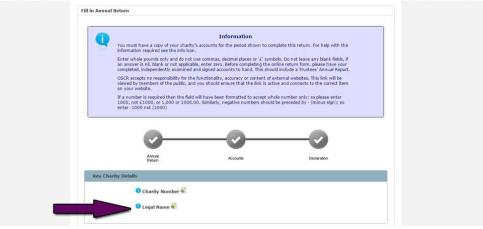 Fill in Annual Return
Information
You must have a copy of your charity's accounts for the period shown to complete this return. For help with the
information required see the info icon.
Enter whole pounds only and do not use commas, decimal places or '£' symbols. Do not leave any blank fields, if
an answer is nil, blank or not applicable, enter zero. Before completing the online return form, please have your
completed, independently examined and signed accounts to hand. This should include a Trustees' Annual Report.
OSCR accepts no responsibility for the functionality, accuracy or content of external websites. This link will be
viewed by members of the public, and you should ensure that the link is active and connects to the correct item
on your website.
If a number is required then the field will have been formatted to accept whole number only; so please enter
1000, not £1000, or 1,000 or 1000.00. Similarly, negative numbers should be preceded by - (minus sign); so
enter -1000 not (1000)
Annual
Return
Accounts
Declaration
Key Charity Details
Charity Number
Legal Name